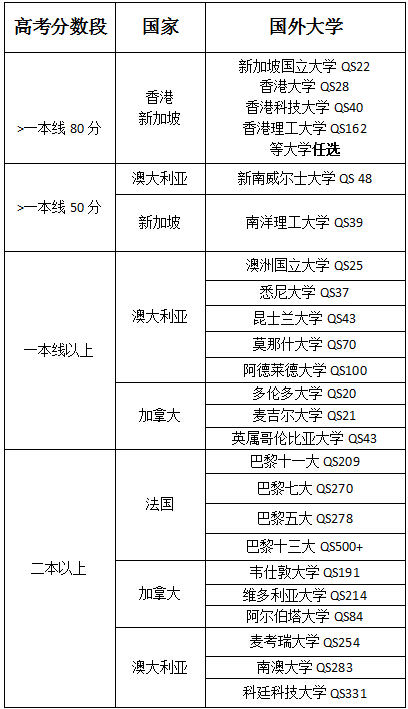 高考分数段 国家 国外大学
>一本线 80 分
香港
新加坡
新加坡国立大学 QS22
香港大学 QS28
香港科技大学 QS40
香港理工大学 QS162
等大学任选
>一本线 50 分
澳大利亚
新南威尔士大学 QS 48
新加坡
南洋理工大学 QS39
一本线以上
澳大利亚
澳洲国立大学 QS25
悉尼大学 QS37
昆士兰大学 QS43
莫那什大学 QS70
阿德莱德大学 QS100
加拿大
多伦多大学 QS20
麦吉尔大学 QS21
英属哥伦比亚大学 QS43
二本以上
法国
巴黎十一大 QS209
巴黎七大 QS270
巴黎五大 QS278
巴黎十三大 QS500+
加拿大
韦仕敦大学 QS191
维多利亚大学 QS214
阿尔伯塔大学 QS84
澳大利亚
麦考瑞大学 QS254
南澳大学 QS283
科廷科技大学 QS331